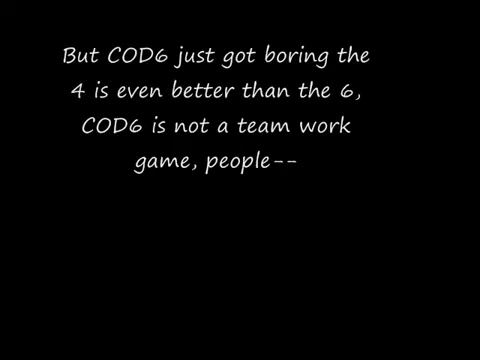 But COD6 just got boring the
4 is even better than the 6,
COD6 is not a team work
game, people--